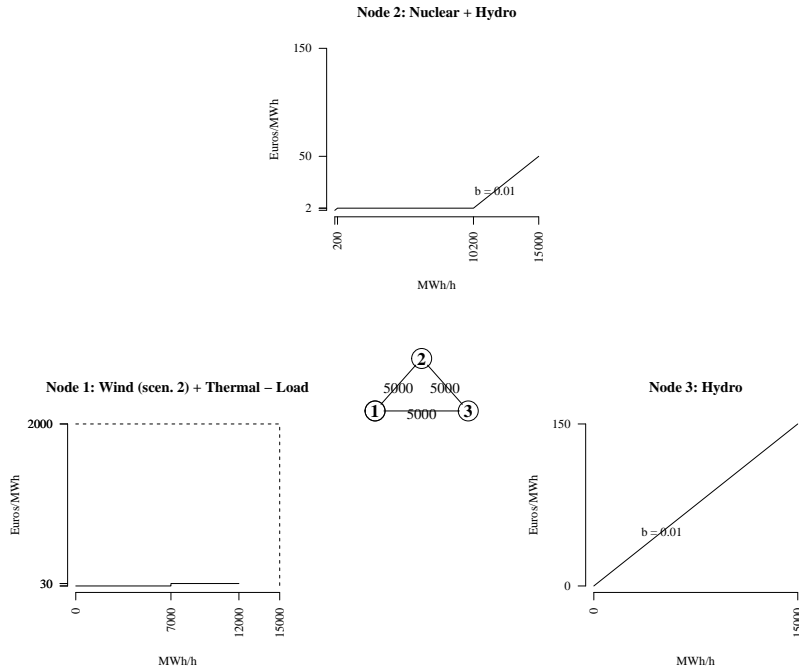 Node 2: Nuclear + Hydro
150
50
2
Euros/MWh
b = 0.01
200
10200
15000
MWh/h
2
5000
5000
1
5000
3
Node 1: Wind (scen. 2) + Thermal − Load
2000
30
Euros/MWh
0
7000
12000
15000
MWh/h
Node 3: Hydro
150
0
Euros/MWh
b = 0.01
0
15000
MWh/h